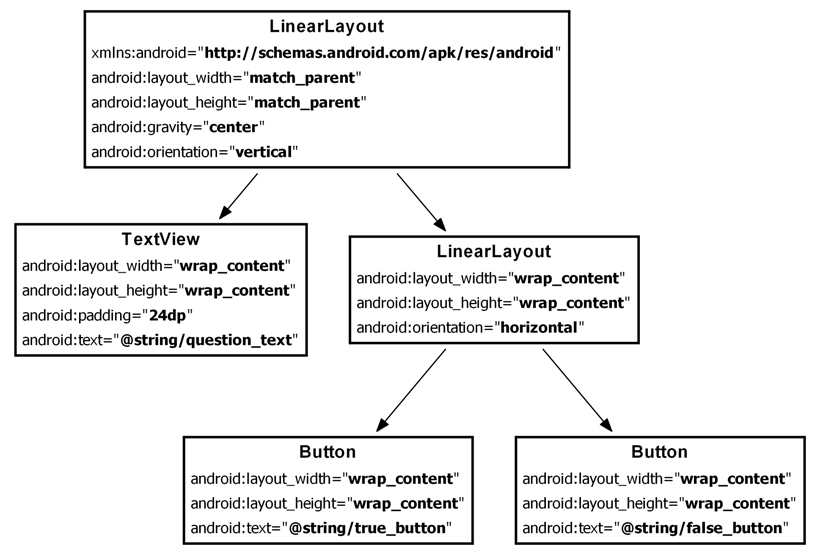 LinearLayout
xmlns:android="http://schemas.android.com/apk/res/android"
android:layout_width="match_parent"
android:layout_height="match_parent"
android:gravity="center"
android:orientation="vertical"
TextView
android:layout_width="wrap_content"
android:layout_height="wrap_content"
android:padding="24dp"
android:text="@string/question_text"
LinearLayout
android:layout_width="wrap_content"
android:layout_height="wrap_content"
android:orientation="horizontal"
Button
android:layout_width="wrap_content"
android:layout_height="wrap_content"
android:text="@string/true_button"
Button
android:layout_width="wrap_content"
android:layout_height="wrap_content"
android:text="@string/false_button"